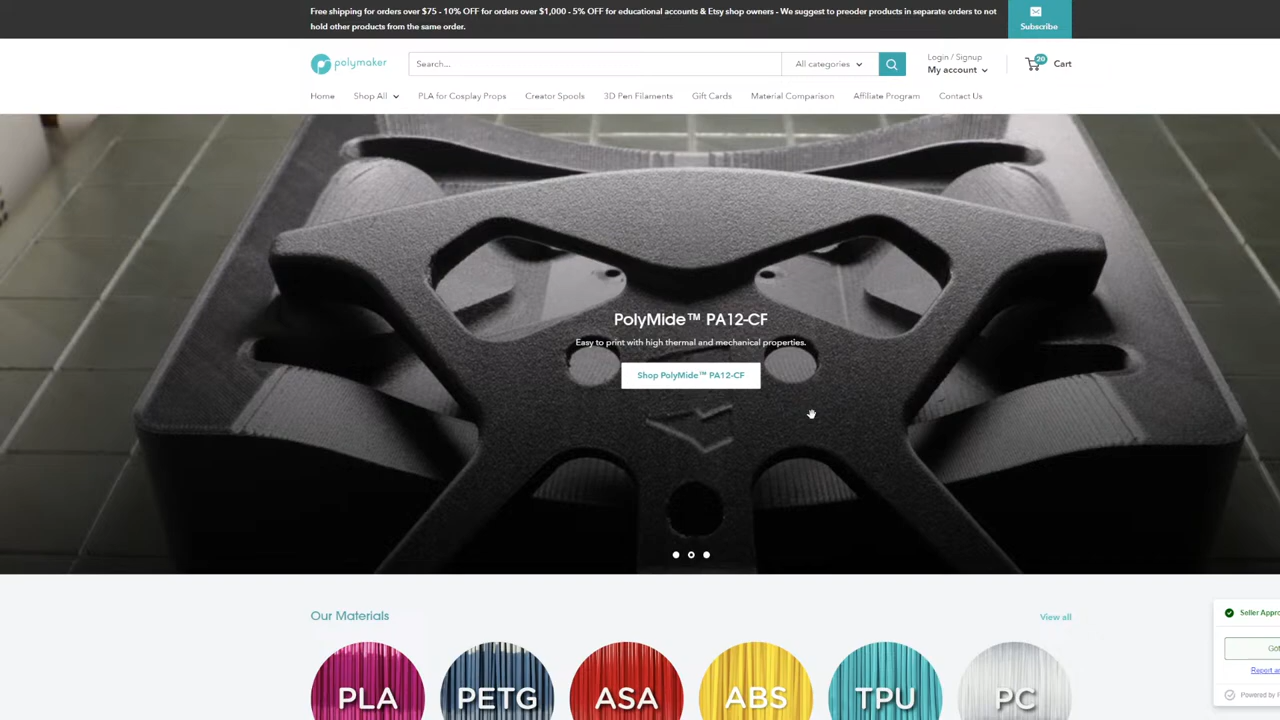 Free shipping for orders over $75 - 10% OFF for orders over $1,000 - 5% OFF for educational accounts & Etsy shop owners - We suggest to preoder products in separate orders to not
hold other products from the same order.
Subscribe
polymaker
Search...
All categories
Login / Signup
My account
20
Cart
Home
Shop All
PLA for Cosplay Props
Creator Spools
3D Pen Filaments
Gift Cards
Material Comparison
Affiliate Program
Contact Us
PolyMide™ PA12-CF
Easy to print with high thermal and mechanical properties.
Shop PolyMide™ PA12-CF
Our Materials
View all
Seller Appro
Got
Report a
Powered by F
PLA
PETG
ASA
ABS
TPU
PC